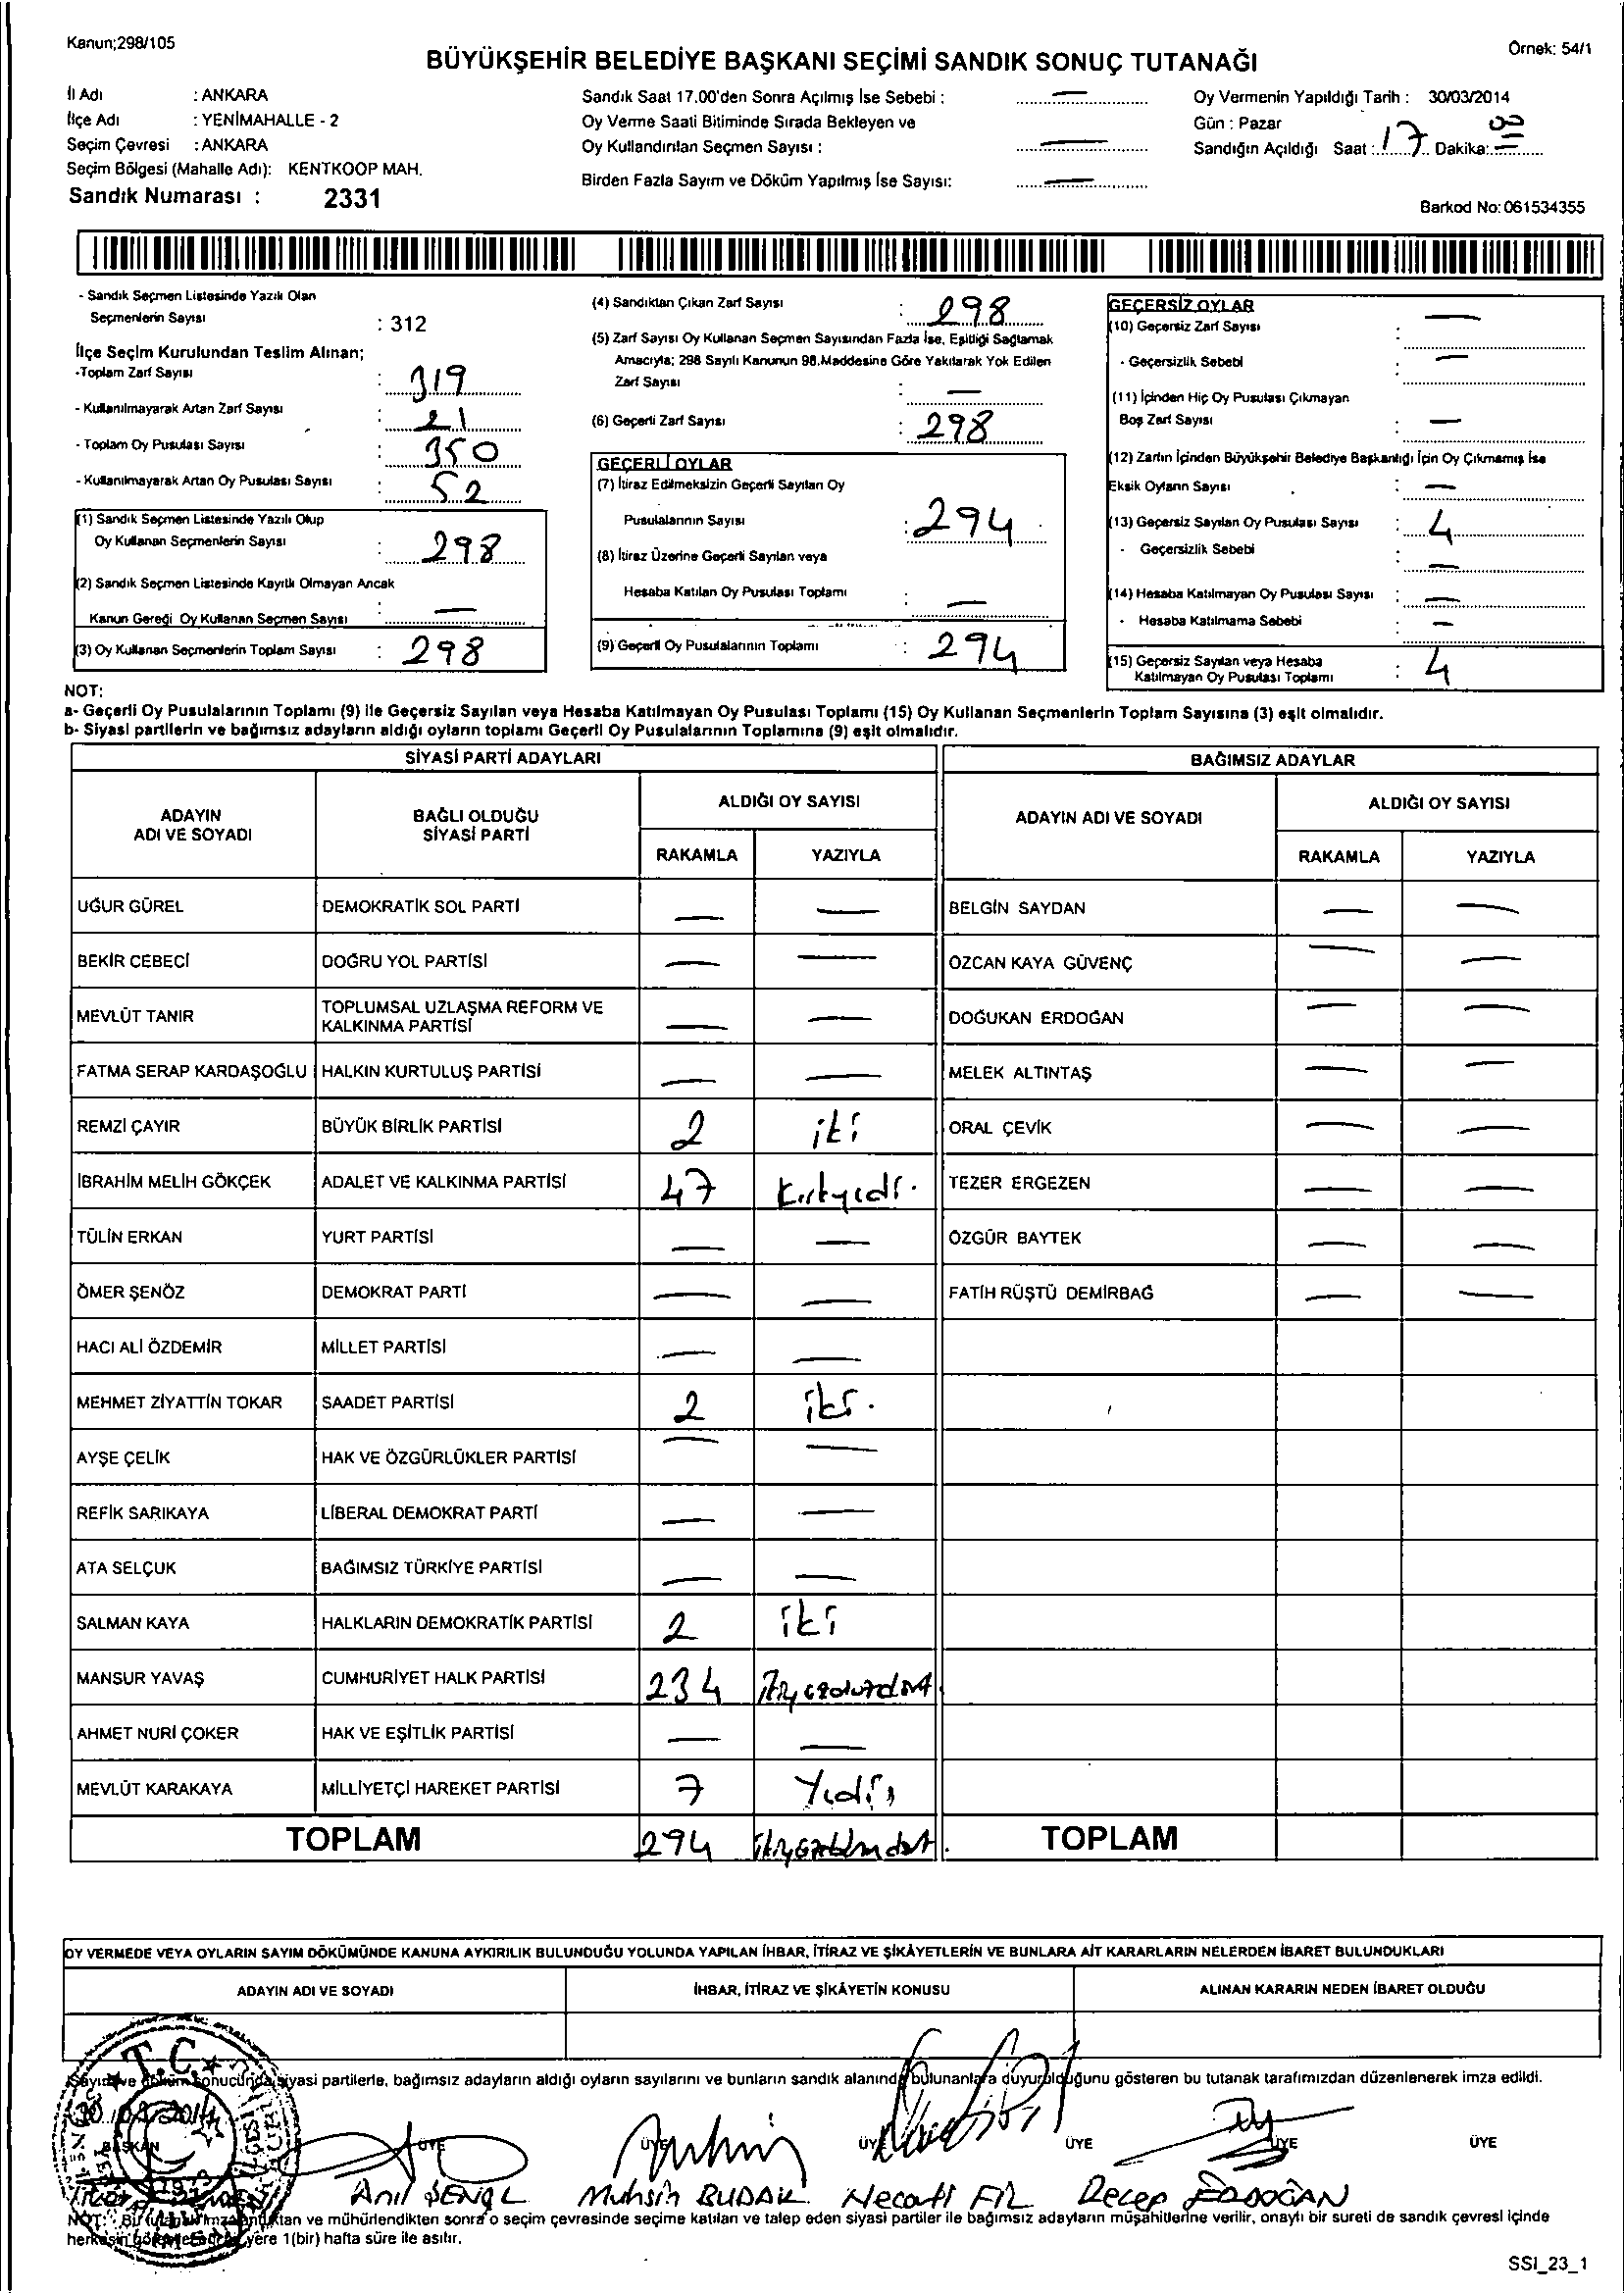 Kanun;298/105
Örnek: 54/1
BÜYÜKŞEHİR BELEDİYE BAŞKANI SEÇİMİ SANDIK SONUÇ TUTANAĞI
İl Adı : ANKARA
İlçe Adı : YENİMAHALLE - 2
Seçim Çevresi : ANKARA
Seçim Bölgesi (Mahalle Adı): KENTKOOP MAH.
Sandık Numarası : 2331
Sandık Saat 17.00'den Sonra Açılmış İse Sebebi : —
Oy Verme Saati Bitiminde Sırada Bekleyen ve
Oy Kullandırılan Seçmen Sayısı : —
Birden Fazla Sayım ve Döküm Yapılmış İse Sayısı: —
Oy Vermenin Yapıldığı Tarih : 30/03/2014
Gün : Pazar
Sandığın Açıldığı Saat : 17 Dakika:
Barkod No: 061534355
- Sandık Seçmen Listesinde Yazılı Olan
Seçmenlerin Sayısı : 312
İlçe Seçim Kurulundan Teslim Alınan;
-Toplam Zarf Sayısı : 319
- Kullanılmayarak Artan Zarf Sayısı : 21
- Toplam Oy Pusulası Sayısı : 350
- Kullanılmayarak Artan Oy Pusulası Sayısı : 52
(1) Sandık Seçmen Listesinde Yazılı Olup
Oy Kullanan Seçmenlerin Sayısı : 298
(2) Sandık Seçmen Listesinde Kayıtlı Olmayan Ancak
Kanun Gereği Oy Kullanan Seçmen Sayısı : —
(3) Oy Kullanan Seçmenlerin Toplam Sayısı : 298
(4) Sandıktan Çıkan Zarf Sayısı : 298
(5) Zarf Sayısı Oy Kullanan Seçmen Sayısından Fazla İse, Eşitliği Sağlamak
Amacıyla; 298 Sayılı Kanunun 98.Maddesine Göre Yakılarak Yok Edilen
Zarf Sayısı : —
(6) Geçerli Zarf Sayısı : 298
GEÇERLİ OYLAR
(7) İtiraz Edilmeksizin Geçerli Sayılan Oy
Pusulalarının Sayısı : 294
(8) İtiraz Üzerine Geçerli Sayılan veya
Hesaba Katılan Oy Pusulası Toplamı : —
(9) Geçerli Oy Pusulalarının Toplamı : 294
GEÇERSİZ OYLAR
(10) Geçersiz Zarf Sayısı : —
- Geçersizlik Sebebi : —
(11) İçinden Hiç Oy Pusulası Çıkmayan
Boş Zarf Sayısı : —
(12) Zarfın İçinden Büyükşehir Belediye Başkanlığı İçin Oy Çıkmamış İse
Eksik Oyların Sayısı : —
(13) Geçersiz Sayılan Oy Pusulası Sayısı : 4
- Geçersizlik Sebebi : —
(14) Hesaba Katılmayan Oy Pusulası Sayısı : —
- Hesaba Katılmama Sebebi : —
(15) Geçersiz Sayılan veya Hesaba
Katılmayan Oy Pusulası Toplamı : 4
NOT:
a- Geçerli Oy Pusulalarının Toplamı (9) ile Geçersiz Sayılan veya Hesaba Katılmayan Oy Pusulası Toplamı (15) Oy Kullanan Seçmenlerin Toplam Sayısına (3) eşit olmalıdır.
b- Siyasi partilerin ve bağımsız adayların aldığı oyların toplamı Geçerli Oy Pusulalarının Toplamına (9) eşit olmalıdır.
SİYASİ PARTİ ADAYLARI BAĞIMSIZ ADAYLAR
ADAYIN ADI VE SOYADI BAĞLI OLDUĞU SİYASİ PARTİ ALDIĞI OY SAYISI ADAYIN ADI VE SOYADI ALDIĞI OY SAYISI
RAKAMLA YAZIYLA RAKAMLA YAZIYLA
UĞUR GÜREL DEMOKRATİK SOL PARTİ — — BELGİN SAYDAN — —
BEKİR CEBECİ DOĞRU YOL PARTİSİ — — ÖZCAN KAYA GÜVENÇ — —
MEVLÜT TANIR TOPLUMSAL UZLAŞMA REFORM VE KALKINMA PARTİSİ — — DOĞUKAN ERDOĞAN — —
FATMA SERAP KARDAŞOĞLU HALKIN KURTULUŞ PARTİSİ — — MELEK ALTINTAŞ — —
REMZİ ÇAYIR BÜYÜK BİRLİK PARTİSİ 2 iki ORAL ÇEVİK — —
İBRAHİM MELİH GÖKÇEK ADALET VE KALKINMA PARTİSİ 47 Kırkyedi. TEZER ERGEZEN — —
TÜLİN ERKAN YURT PARTİSİ — — ÖZGÜR BAYTEK — —
ÖMER ŞENÖZ DEMOKRAT PARTİ — — FATİH RÜŞTÜ DEMİRBAĞ — —
HACI ALİ ÖZDEMİR MİLLET PARTİSİ — —
MEHMET ZİYATTİN TOKAR SAADET PARTİSİ 2 iki.
AYŞE ÇELİK HAK VE ÖZGÜRLÜKLER PARTİSİ — —
REFİK SARIKAYA LİBERAL DEMOKRAT PARTİ — —
ATA SELÇUK BAĞIMSIZ TÜRKİYE PARTİSİ — —
SALMAN KAYA HALKLARIN DEMOKRATİK PARTİSİ 2 iki
MANSUR YAVAŞ CUMHURİYET HALK PARTİSİ 234
AHMET NURİ ÇOKER HAK VE EŞİTLİK PARTİSİ — —
MEVLÜT KARAKAYA MİLLİYETÇİ HAREKET PARTİSİ 7 Yedi
TOPLAM 294 TOPLAM
OY VERMEDE VEYA OYLARIN SAYIM DÖKÜMÜNDE KANUNA AYKIRILIK BULUNDUĞU YOLUNDA YAPILAN İHBAR, İTİRAZ VE ŞİKÂYETLERİN VE BUNLARA AİT KARARLARIN NELERDEN İBARET BULUNDUKLARI
ADAYIN ADI VE SOYADI İHBAR, İTİRAZ VE ŞİKÂYETİN KONUSU ALINAN KARARIN NEDEN İBARET OLDUĞU
T.C.
Sayım ve döküm sonucunda siyasi partilerle, bağımsız adayların aldığı oyların sayılarını ve bunların sandık alanında bulunanlara duyurulduğunu gösteren bu tutanak tarafımızdan düzenlenerek imza edildi.
BAŞKAN ÜYE ÜYE ÜYE ÜYE ÜYE ÜYE
Anıl ŞENGL Muhsin BUDAK Necati FİL Recep ERDOĞAN
NOT: Bu tutanak imzalandıktan ve mühürlendikten sonra o seçim çevresinde seçime katılan ve talep eden siyasi partiler ile bağımsız adayların müşahitlerine verilir, onaylı bir sureti de sandık çevresi içinde
herkesin görebileceği yere 1(bir) hafta süre ile asılır.
SSI_23_1